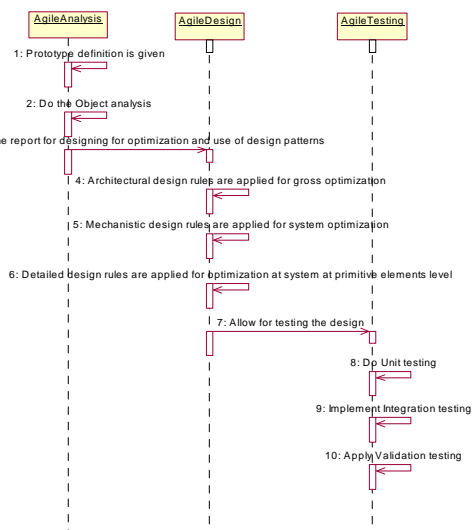 AgileAnalysis
AgileDesign
AgileTesting
1: Prototype definition is given
2: Do the Object analysis
report for designing for optimization and use of design patterns
4: Architectural design rules are applied for gross optimization
5: Mechanistic design rules are applied for system optimization
6: Detailed design rules are applied for optimization at system at primitive elements level
7: Allow for testing the design
8: Do Unit testing
9: Implement Integration testing
10: Apply Validation testing